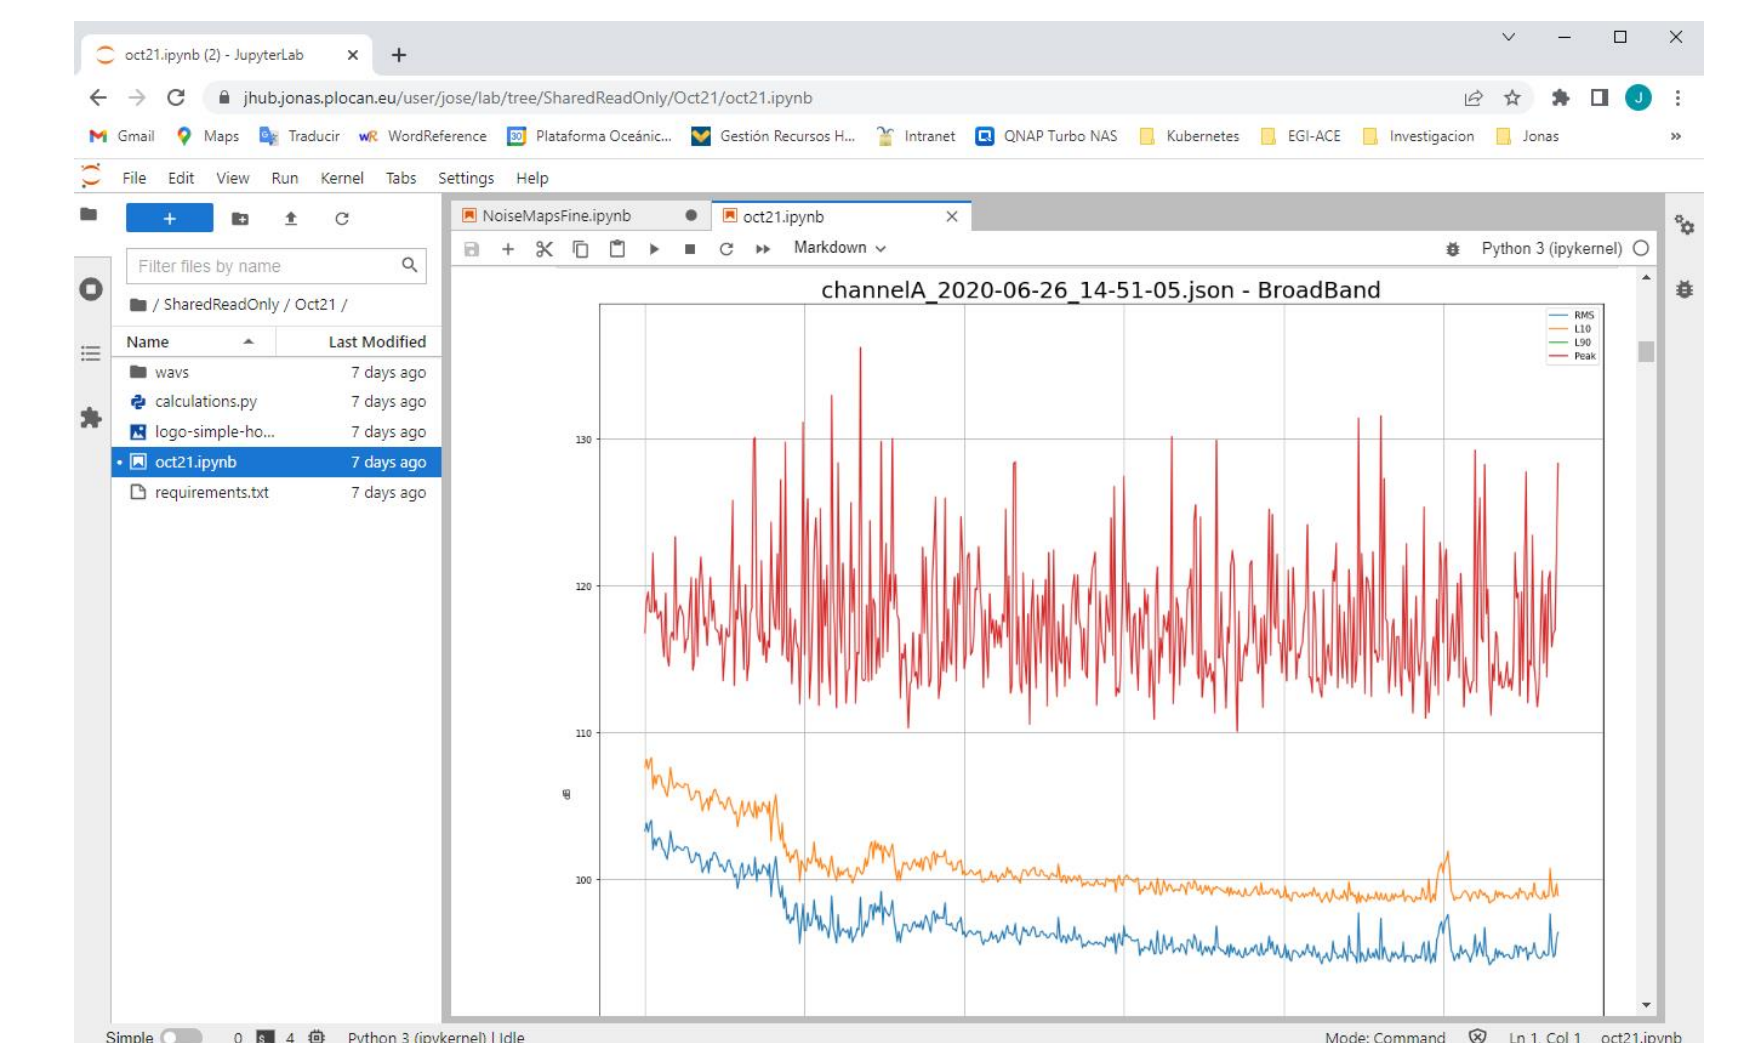 oct21.ipynb (2) - JupyterLab
jhub.jonas.plocan.eu/user/jose/lab/tree/SharedReadOnly/Oct21/oct21.ipynb
J
Gmail Maps Traducir WordReference Plataforma Oceánic... Gestión Recursos H... Intranet QNAP Turbo NAS Kubernetes EGI-ACE Investigacion Jonas »
File Edit View Run Kernel Tabs Settings Help
NoiseMapsFine.ipynb oct21.ipynb
Markdown Python 3 (ipykernel)
Filter files by name
/ SharedReadOnly / Oct21 /
Name Last Modified
wavs 7 days ago
calculations.py 7 days ago
logo-simple-ho... 7 days ago
oct21.ipynb 7 days ago
requirements.txt 7 days ago
channelA_2020-06-26_14-51-05.json - BroadBand
RMS
L10
L90
Peak
130
120
110
dB
100
Simple 0 4 Python 3 (ipykernel) | Idle Mode: Command Ln 1, Col 1 oct21.ipynb